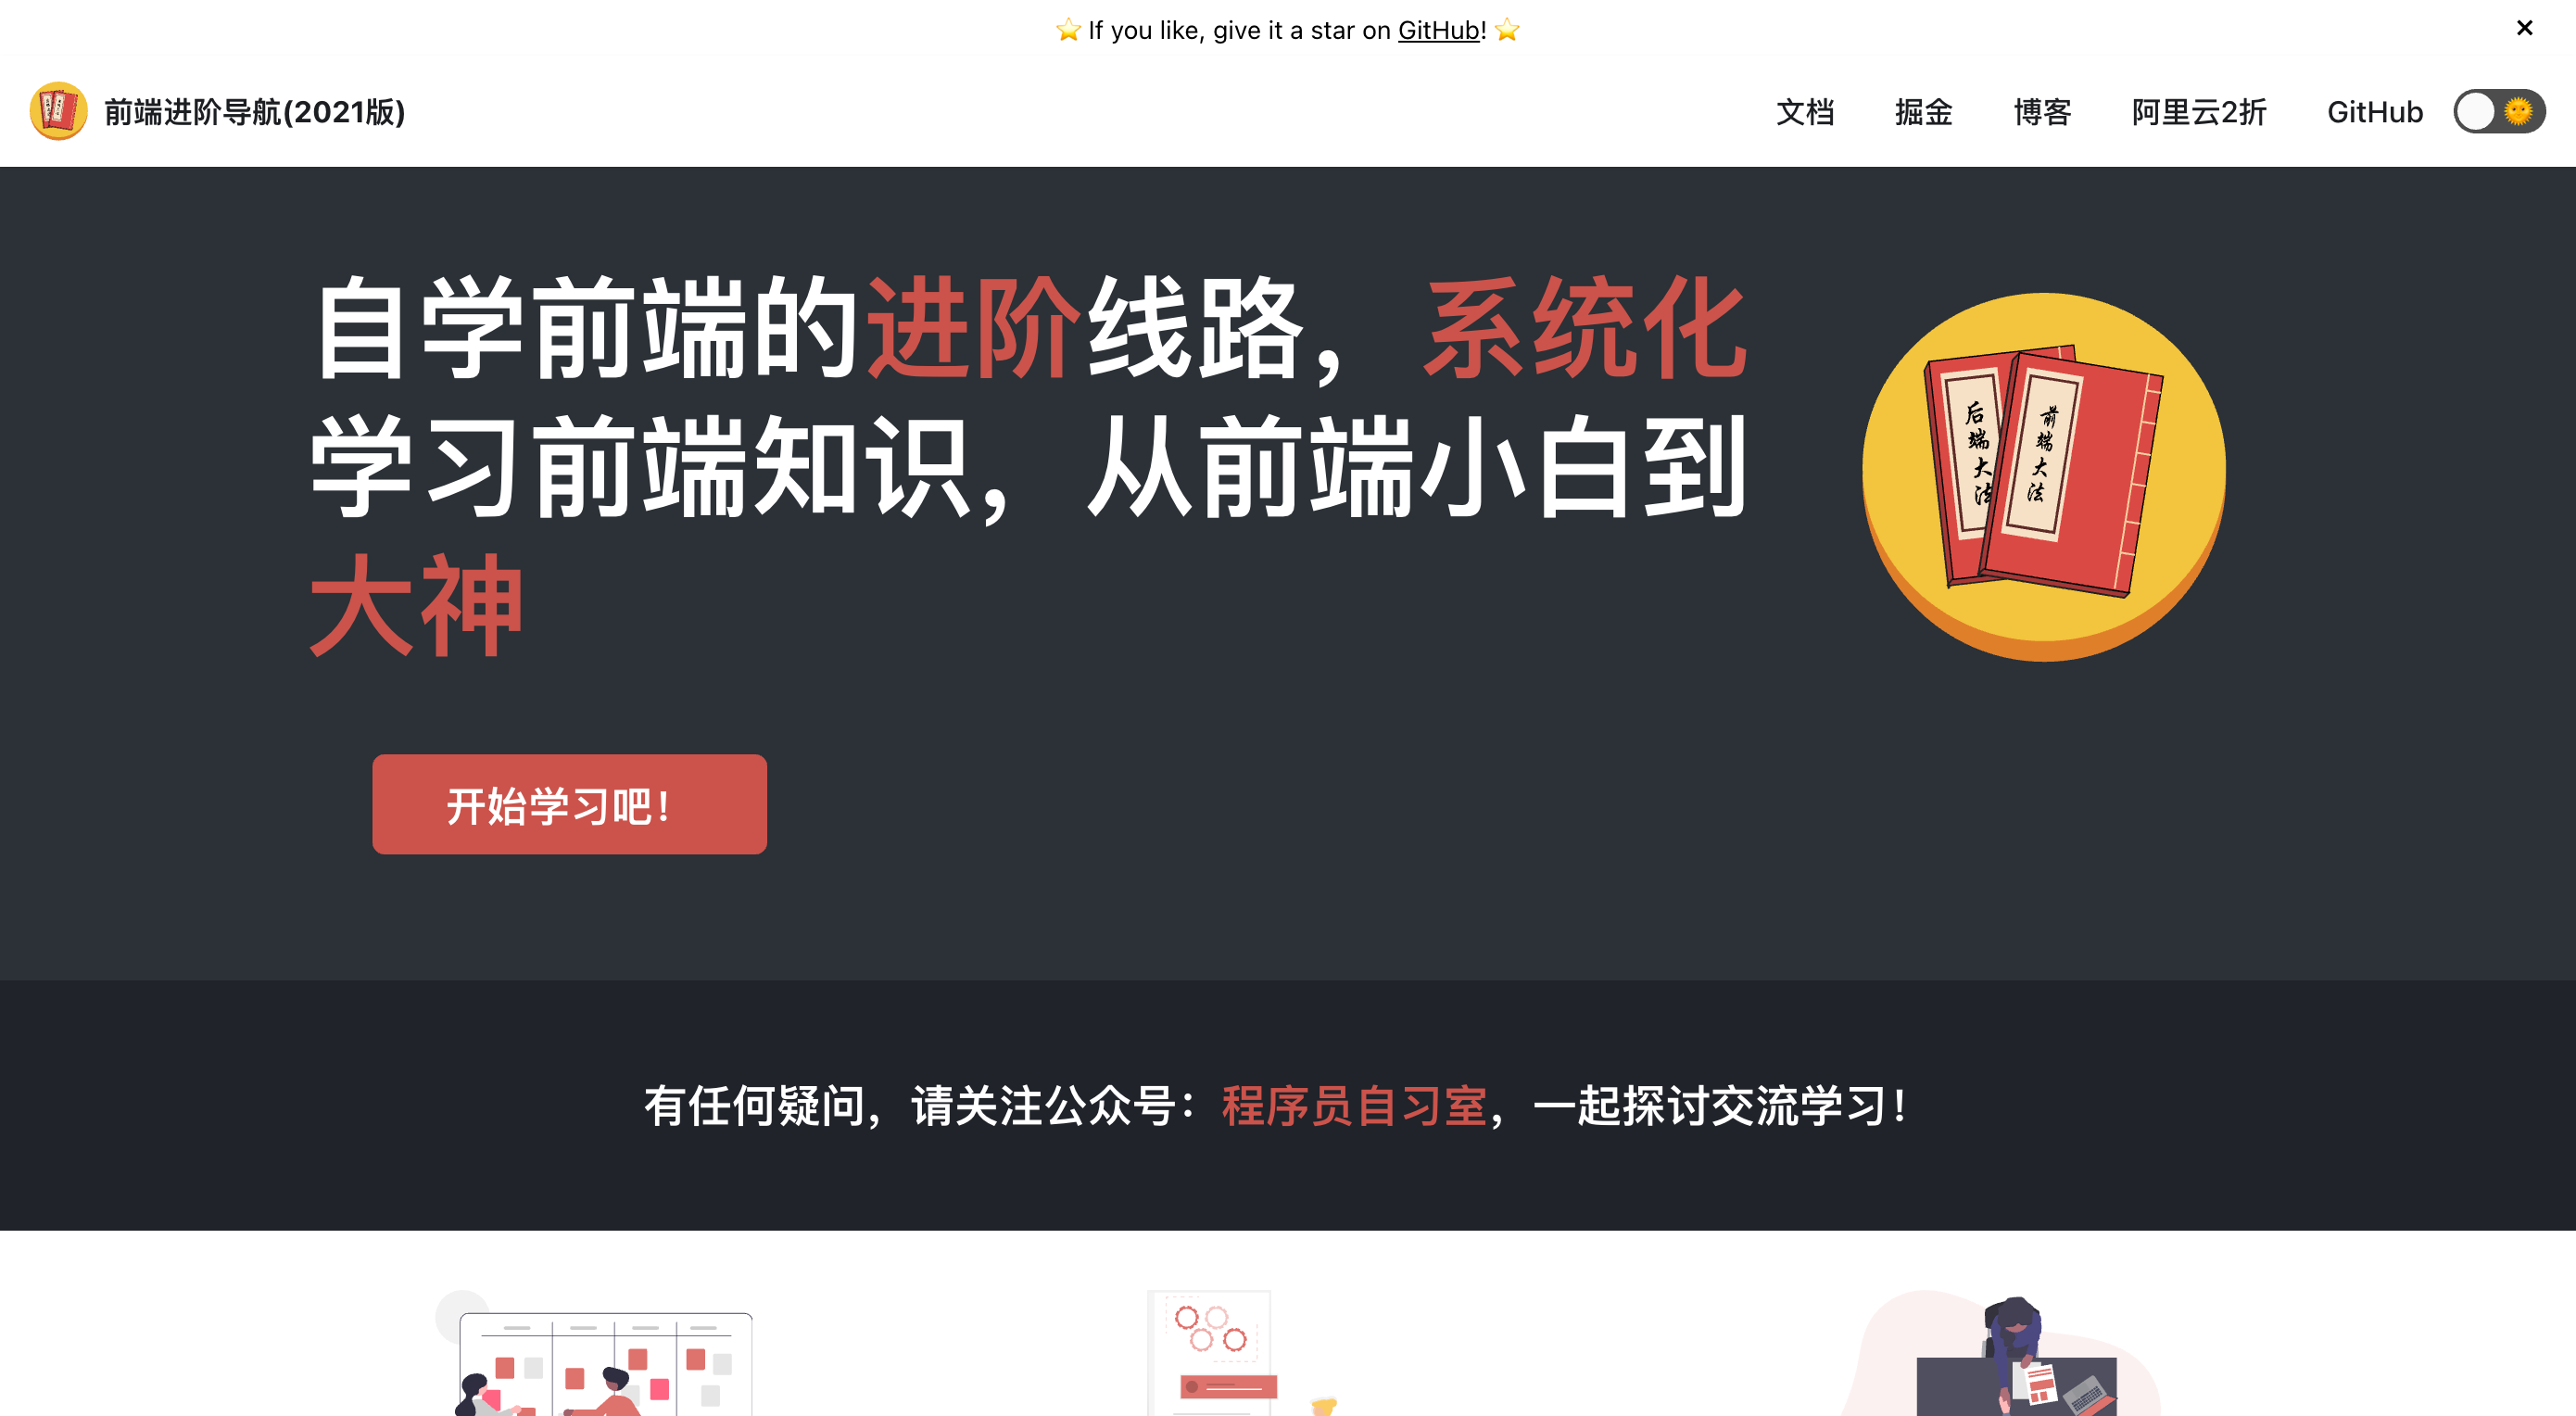 ⭐️ If you like, give it a star on GitHub! ⭐️
×
前端进阶导航(2021版)
文档 掘金 博客 阿里云2折 GitHub
自学前端的进阶线路，系统化
学习前端知识，从前端小白到
大神
后端大法
前端大法
开始学习吧！
有任何疑问，请关注公众号：程序员自习室，一起探讨交流学习！